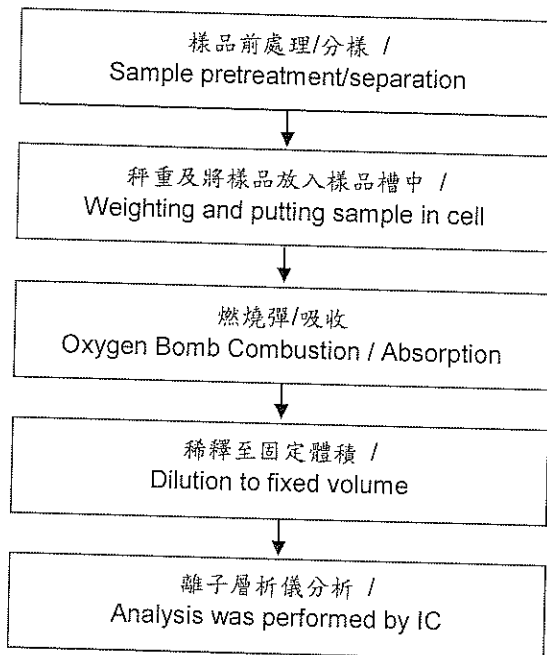 樣品前處理/分樣 /
Sample pretreatment/separation
秤重及將樣品放入樣品槽中 /
Weighting and putting sample in cell
燃燒彈/吸收
Oxygen Bomb Combustion / Absorption
稀釋至固定體積 /
Dilution to fixed volume
離子層析儀分析 /
Analysis was performed by IC